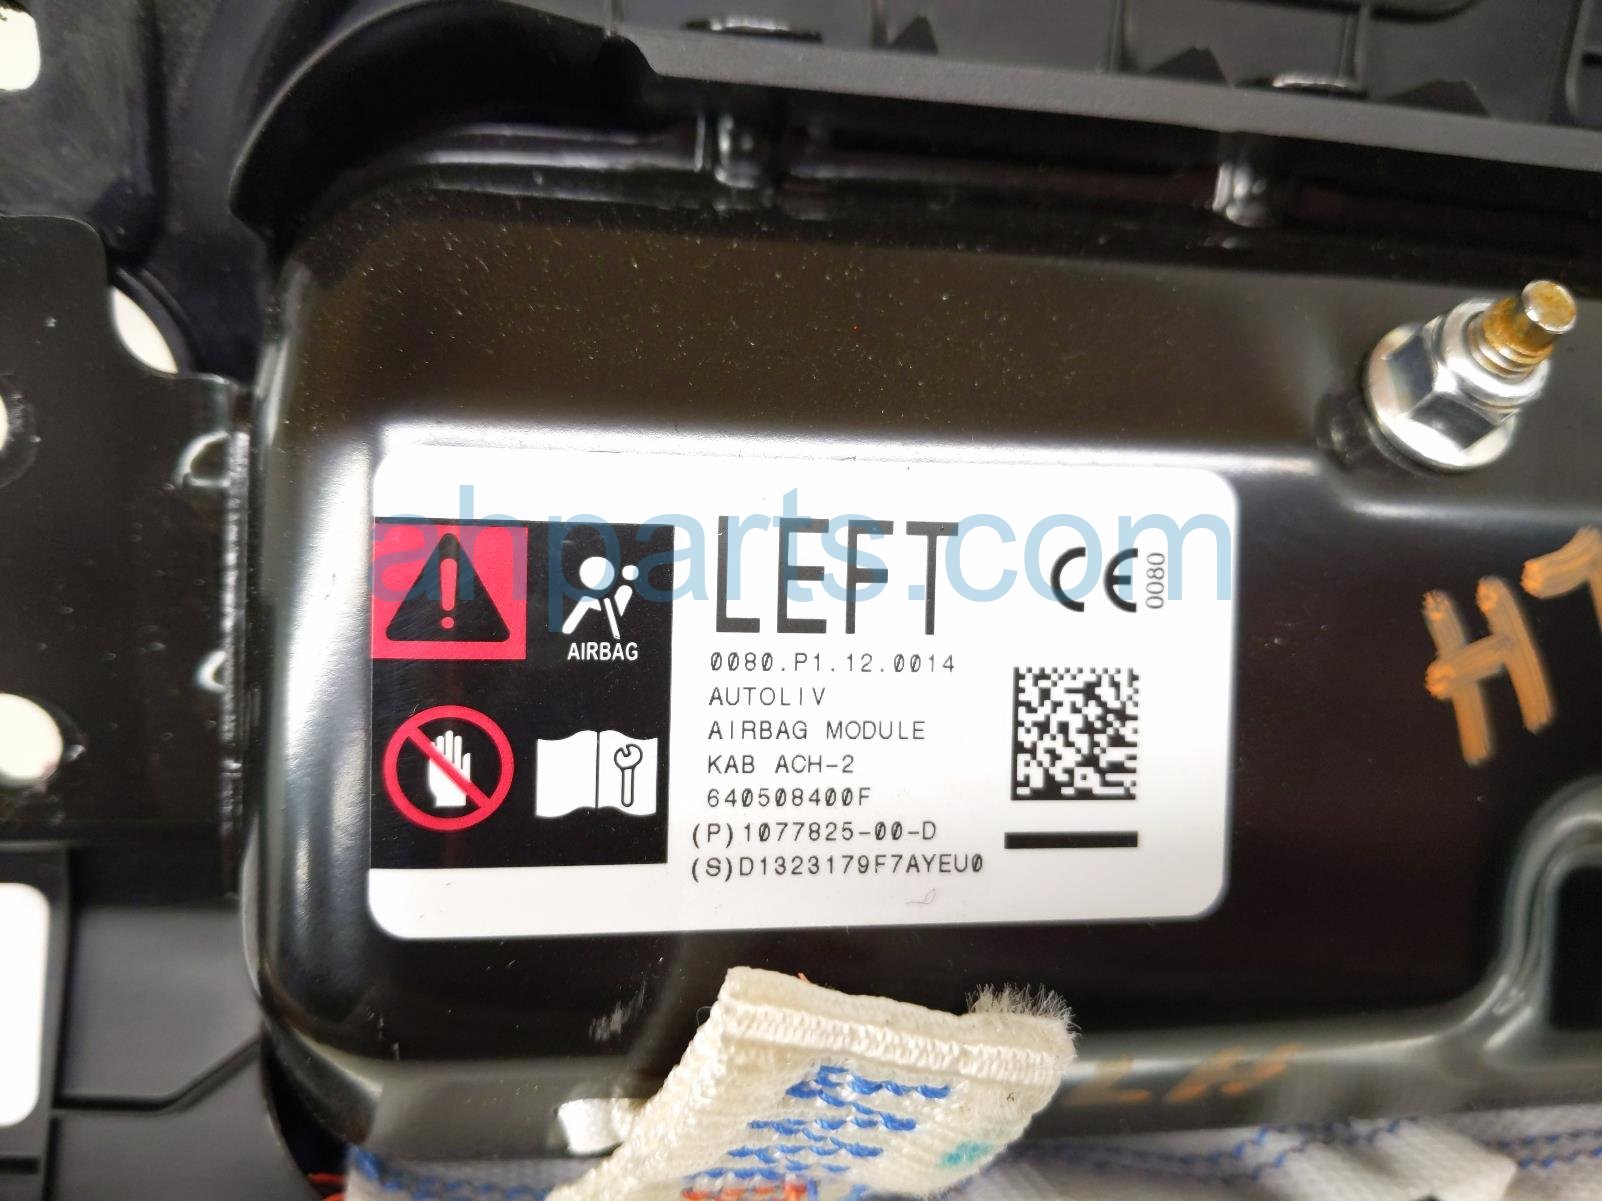 ahparts.com
LEFT
CE 0080
AIRBAG
0080.P1.12.0014
AUTOLIV
AIRBAG MODULE
KAB ACH-2
640508400F
(P)1077825-00-D
(S)D1323179F7AYEU0
LH